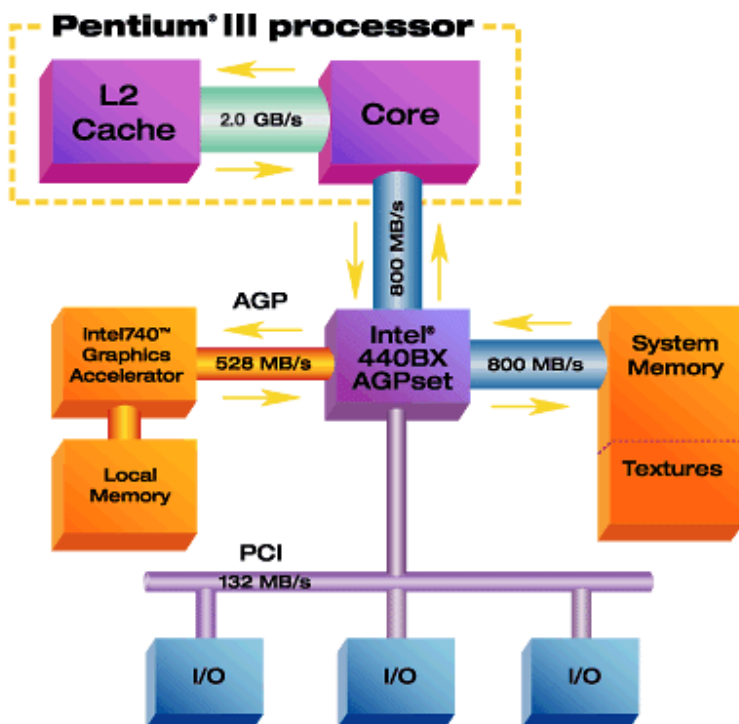 Pentium® III processor
L2
Cache
2.0 GB/s
Core
800 MB/s
AGP
Intel740™
Graphics
Accelerator
528 MB/s
Intel®
440BX
AGPset
800 MB/s
System
Memory
Textures
Local
Memory
PCI
132 MB/s
I/O
I/O
I/O